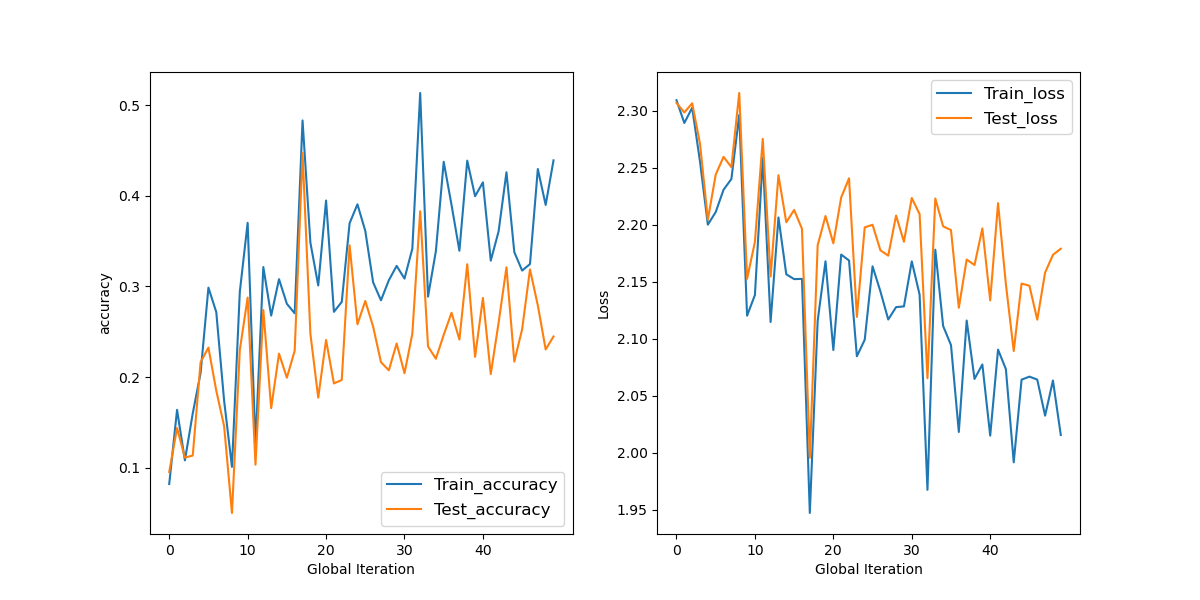 0.5
0.4
0.3
0.2
0.1
accuracy
0 10 20 30 40
Global Iteration
Train_accuracy
Test_accuracy
2.30
2.25
2.20
2.15
2.10
2.05
2.00
1.95
Loss
0 10 20 30 40
Global Iteration
Train_loss
Test_loss